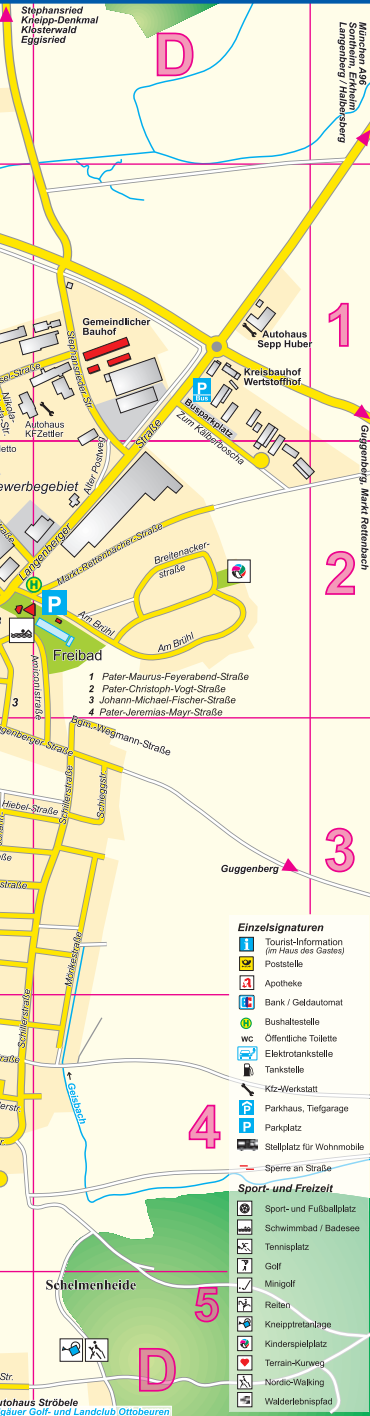 Stephansried
Kneipp-Denkmal
Klosterwald
Eggisried
D
München A96
Sontheim, Erkheim
Langenberg / Halbersberg
Gemeindlicher
Bauhof
Stephansrieder Str.
1
Autohaus
Sepp Huber
Kreisbauhof
Wertstoffhof
P
Bus
Busparkplatz
Zum Kälberboscha
Autohaus
KFZettler
Alter Postweg
Langenberger
Straße
ewerbegebiet
Guggenberg, Markt Rettenbach
2
Markt-Rettenbacher-Straße
Breitenacker-
straße
H
P
Am Brühl
Am Brühl
Freibad
1 Pater-Maurus-Feyerabend-Straße
2 Pater-Christoph-Vogt-Straße
3 Johann-Michael-Fischer-Straße
4 Pater-Jeremias-Mayr-Straße
3
Bgm.-Wegmann-Straße
ggenberger Straße
Schillerstraße
Schleggstr.
Hiebel-Straße
3
Guggenberg
straße
Mörikestraße
Schillerstraße
Geisbach
4
Einzelsignaturen
Tourist-Information
(im Haus des Gastes)
Poststelle
Apotheke
Bank / Geldautomat
Bushaltestelle
WC Öffentliche Toilette
Elektrotankstelle
Tankstelle
Kfz-Werkstatt
Parkhaus, Tiefgarage
Parkplatz
Stellplatz für Wohnmobile
Sperre an Straße
Sport- und Freizeit
Sport- und Fußballplatz
Schwimmbad / Badesee
Tennisplatz
Golf
Minigolf
Reiten
Kneipptretanlage
Kinderspielplatz
Terrain-Kurweg
Nordic-Walking
Walderlebnispfad
Schelmenheide
5
D
Str.
utohaus Ströbele
lgäuer Golf- und Landclub Ottobeuren